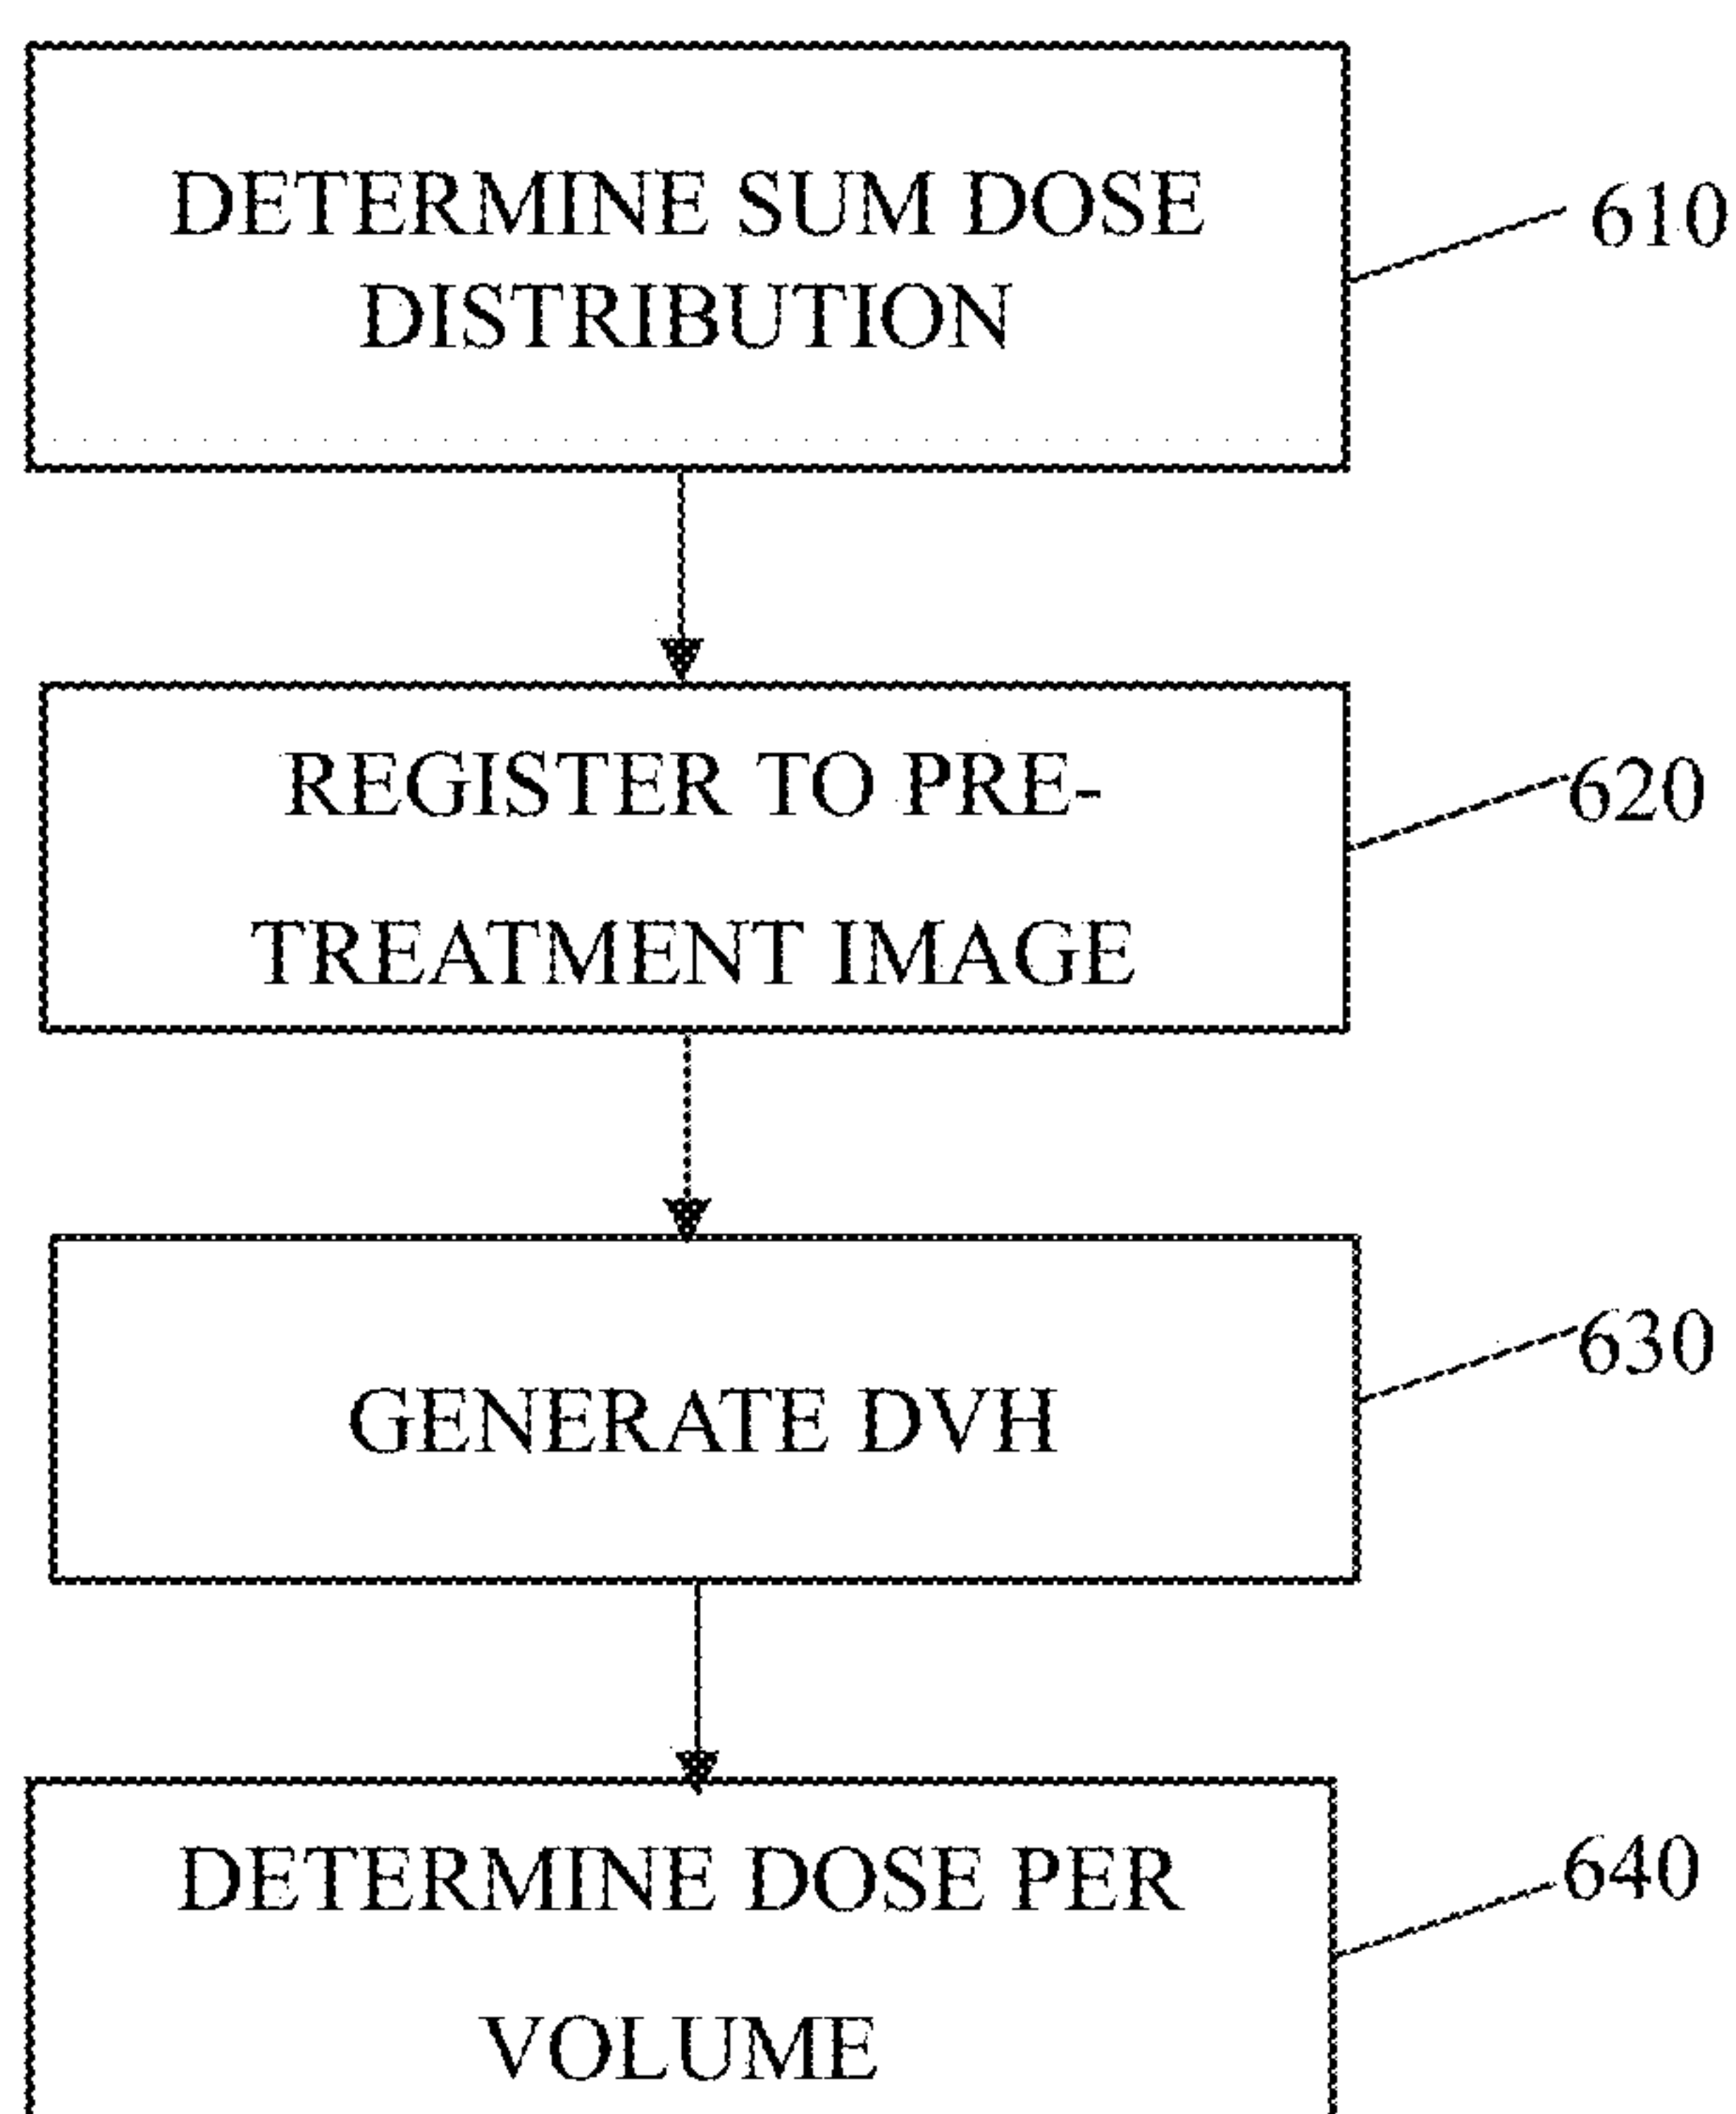 DETERMINE SUM DOSE
DISTRIBUTION
610
REGISTER TO PRE-
TREATMENT IMAGE
620
GENERATE DVH
630
DETERMINE DOSE PER
VOLUME
640